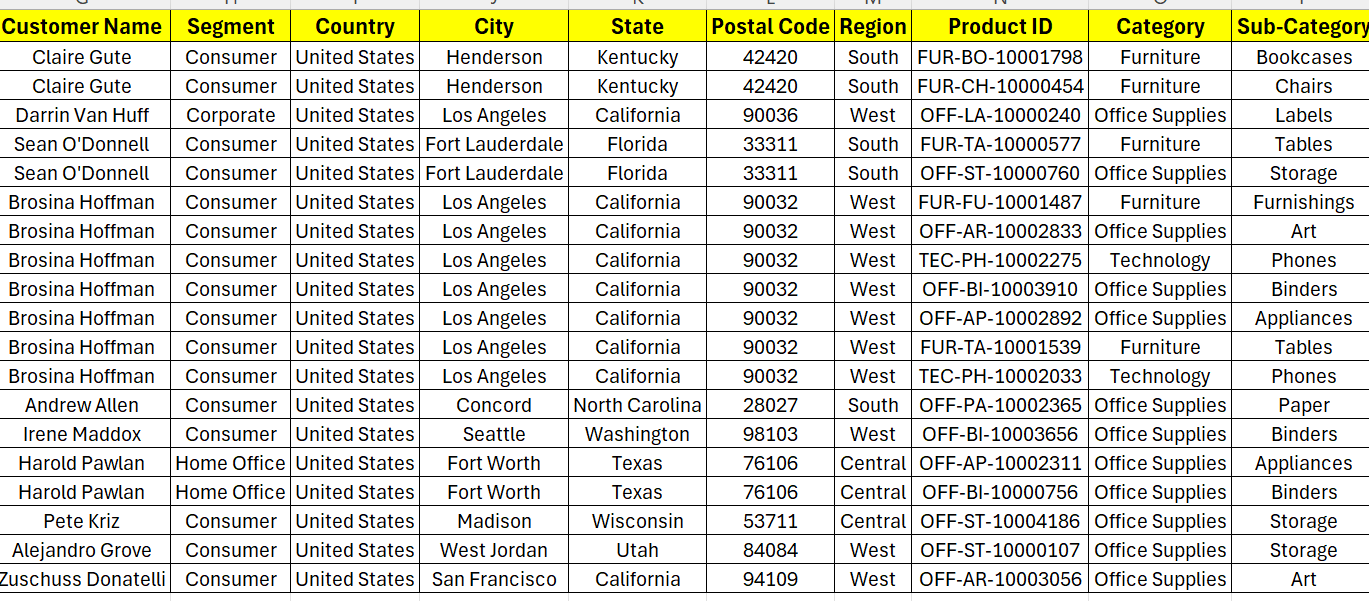 Customer Name Segment Country City State Postal Code Region Product ID Category Sub-Category
Claire Gute Consumer United States Henderson Kentucky 42420 South FUR-BO-10001798 Furniture Bookcases
Claire Gute Consumer United States Henderson Kentucky 42420 South FUR-CH-10000454 Furniture Chairs
Darrin Van Huff Corporate United States Los Angeles California 90036 West OFF-LA-10000240 Office Supplies Labels
Sean O'Donnell Consumer United States Fort Lauderdale Florida 33311 South FUR-TA-10000577 Furniture Tables
Sean O'Donnell Consumer United States Fort Lauderdale Florida 33311 South OFF-ST-10000760 Office Supplies Storage
Brosina Hoffman Consumer United States Los Angeles California 90032 West FUR-FU-10001487 Furniture Furnishings
Brosina Hoffman Consumer United States Los Angeles California 90032 West OFF-AR-10002833 Office Supplies Art
Brosina Hoffman Consumer United States Los Angeles California 90032 West TEC-PH-10002275 Technology Phones
Brosina Hoffman Consumer United States Los Angeles California 90032 West OFF-BI-10003910 Office Supplies Binders
Brosina Hoffman Consumer United States Los Angeles California 90032 West OFF-AP-10002892 Office Supplies Appliances
Brosina Hoffman Consumer United States Los Angeles California 90032 West FUR-TA-10001539 Furniture Tables
Brosina Hoffman Consumer United States Los Angeles California 90032 West TEC-PH-10002033 Technology Phones
Andrew Allen Consumer United States Concord North Carolina 28027 South OFF-PA-10002365 Office Supplies Paper
Irene Maddox Consumer United States Seattle Washington 98103 West OFF-BI-10003656 Office Supplies Binders
Harold Pawlan Home Office United States Fort Worth Texas 76106 Central OFF-AP-10002311 Office Supplies Appliances
Harold Pawlan Home Office United States Fort Worth Texas 76106 Central OFF-BI-10000756 Office Supplies Binders
Pete Kriz Consumer United States Madison Wisconsin 53711 Central OFF-ST-10004186 Office Supplies Storage
Alejandro Grove Consumer United States West Jordan Utah 84084 West OFF-ST-10000107 Office Supplies Storage
Zuschuss Donatelli Consumer United States San Francisco California 94109 West OFF-AR-10003056 Office Supplies Art